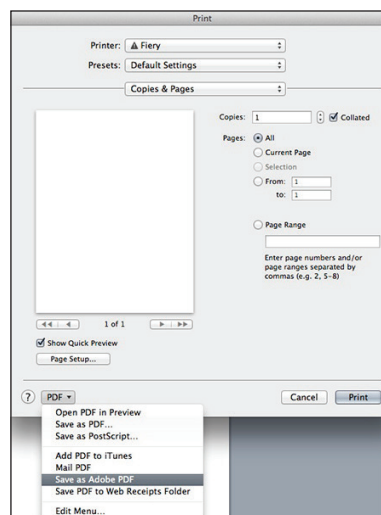 Print
Printer: Fiery
Presets: Default Settings
Copies & Pages
Copies: 1 Collated
Pages: All
Current Page
Selection
From: 1
to: 1
Page Range
Enter page numbers and/or
page ranges separated by
commas (e.g. 2, 5-8)
1 of 1
Show Quick Preview
Page Setup...
? PDF Cancel Print
Open PDF in Preview
Save as PDF...
Save as PostScript...
Add PDF to iTunes
Mail PDF
Save as Adobe PDF
Save PDF to Web Receipts Folder
Edit Menu...